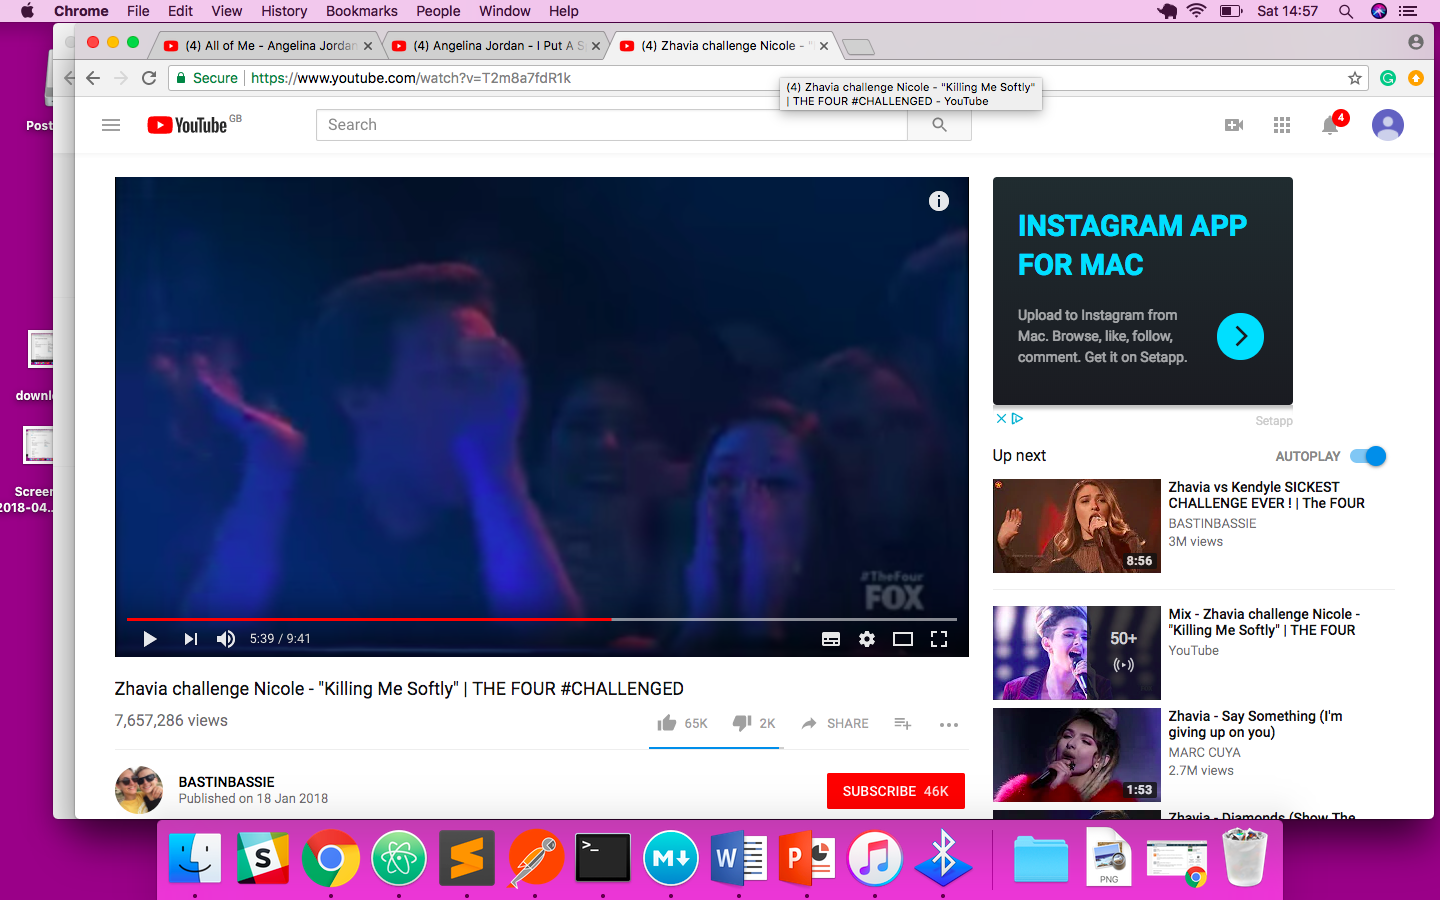 Chrome File Edit View History Bookmarks People Window Help Sat 14:57
(4) All of Me - Angelina Jordan
(4) Angelina Jordan - I Put A S
(4) Zhavia challenge Nicole - "
Secure https://www.youtube.com/watch?v=T2m8a7fdR1k
(4) Zhavia challenge Nicole - "Killing Me Softly"
| THE FOUR #CHALLENGED - YouTube
YouTube GB
Search
4
Post
downl
Screen
2018-04...
#TheFour
FOX
5:39 / 9:41
Zhavia challenge Nicole - "Killing Me Softly" | THE FOUR #CHALLENGED
7,657,286 views
65K 2K SHARE
BASTINBASSIE
Published on 18 Jan 2018
SUBSCRIBE 46K
INSTAGRAM APP
FOR MAC
Upload to Instagram from
Mac. Browse, like, follow,
comment. Get it on Setapp.
Setapp
Up next
AUTOPLAY
Zhavia vs Kendyle SICKEST
CHALLENGE EVER ! | The FOUR
BASTINBASSIE
3M views
8:56
Mix - Zhavia challenge Nicole -
"Killing Me Softly" | THE FOUR
YouTube
50+
Zhavia - Say Something (I'm
giving up on you)
MARC CUYA
2.7M views
1:53
Zhavia - Diamonds (Show The
S
>_
M
W
P
PNG